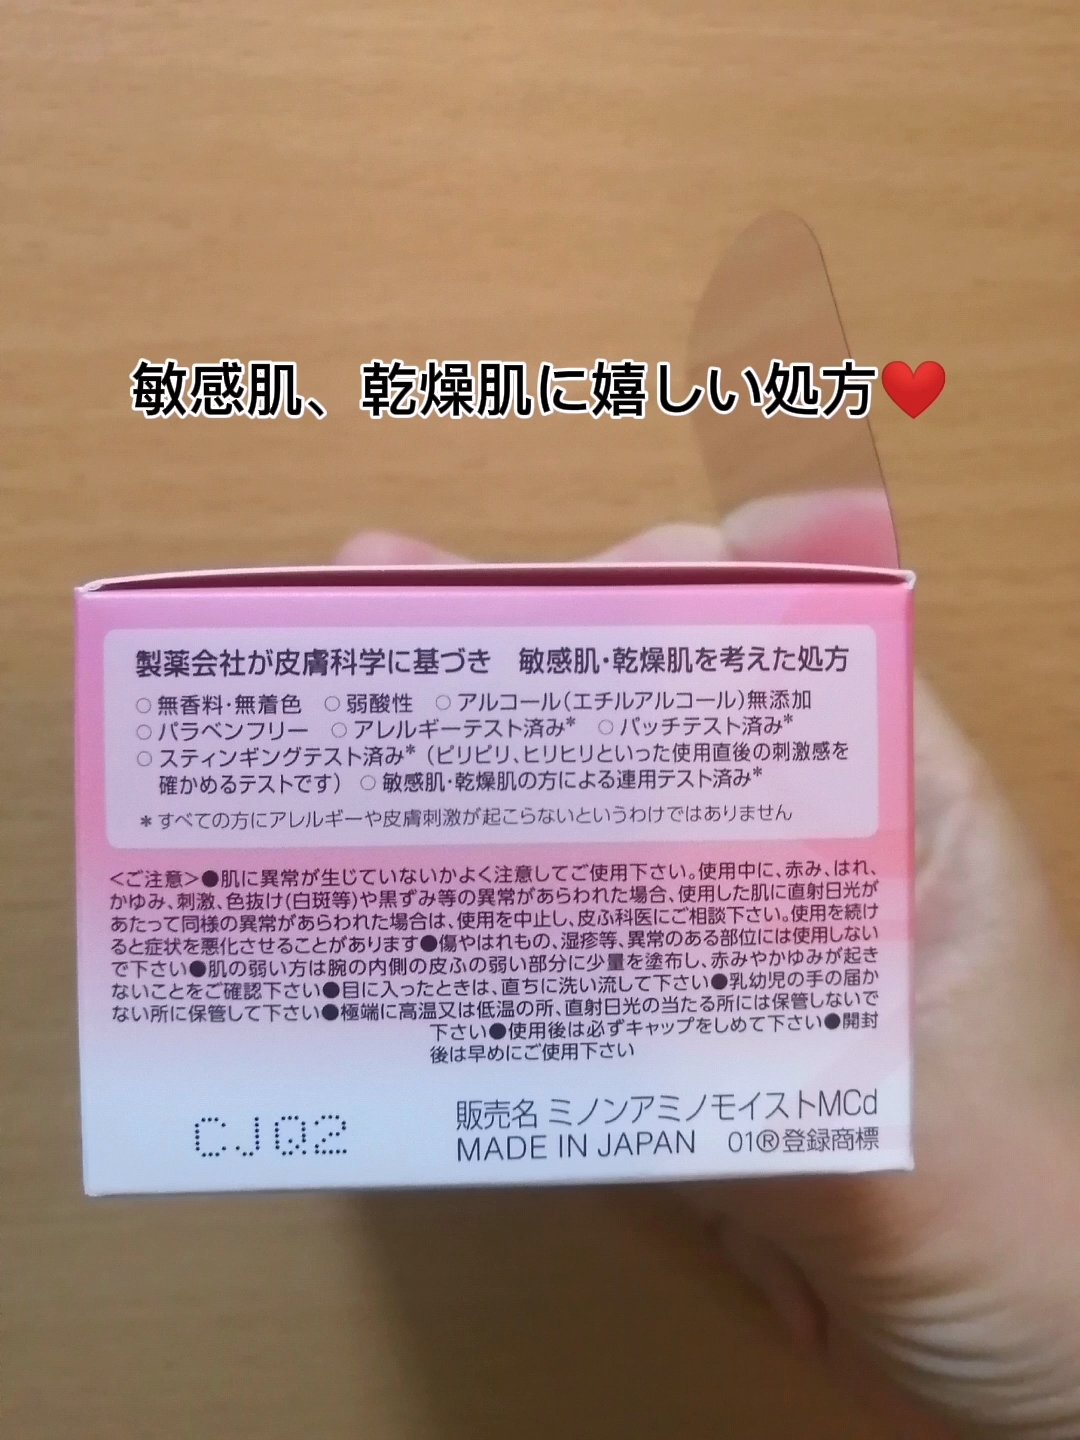 敏感肌、乾燥肌に嬉しい処方❤️
製薬会社が皮膚科学に基づき 敏感肌・乾燥肌を考えた処方
○無香料・無着色 ○弱酸性 ○アルコール（エチルアルコール）無添加
○パラベンフリー ○アレルギーテスト済み* ○パッチテスト済み*
○スティンギングテスト済み*（ピリピリ、ヒリヒリといった使用直後の刺激感を
確かめるテストです） ○敏感肌・乾燥肌の方による連用テスト済み*
*すべての方にアレルギーや皮膚刺激が起こらないというわけではありません
<ご注意>●肌に異常が生じていないかよく注意してご使用下さい。使用中に、赤み、はれ、
かゆみ、刺激、色抜け(白斑等)や黒ずみ等の異常があらわれた場合、使用した肌に直射日光が
あたって同様の異常があらわれた場合は、使用を中止し、皮ふ科医にご相談下さい。使用を続け
ると症状を悪化させることがあります●傷やはれもの、湿疹等、異常のある部位には使用しない
で下さい●肌の弱い方は腕の内側の皮ふの弱い部分に少量を塗布し、赤みやかゆみが起き
ないことをご確認下さい●目に入ったときは、直ちに洗い流して下さい●乳幼児の手の届か
ない所に保管して下さい●極端に高温又は低温の所、直射日光の当たる所には保管しないで
下さい●使用後は必ずキャップをしめて下さい●開封
後は早めにご使用下さい
CJQ2
販売名 ミノンアミノモイストMCd
MADE IN JAPAN 01®登録商標